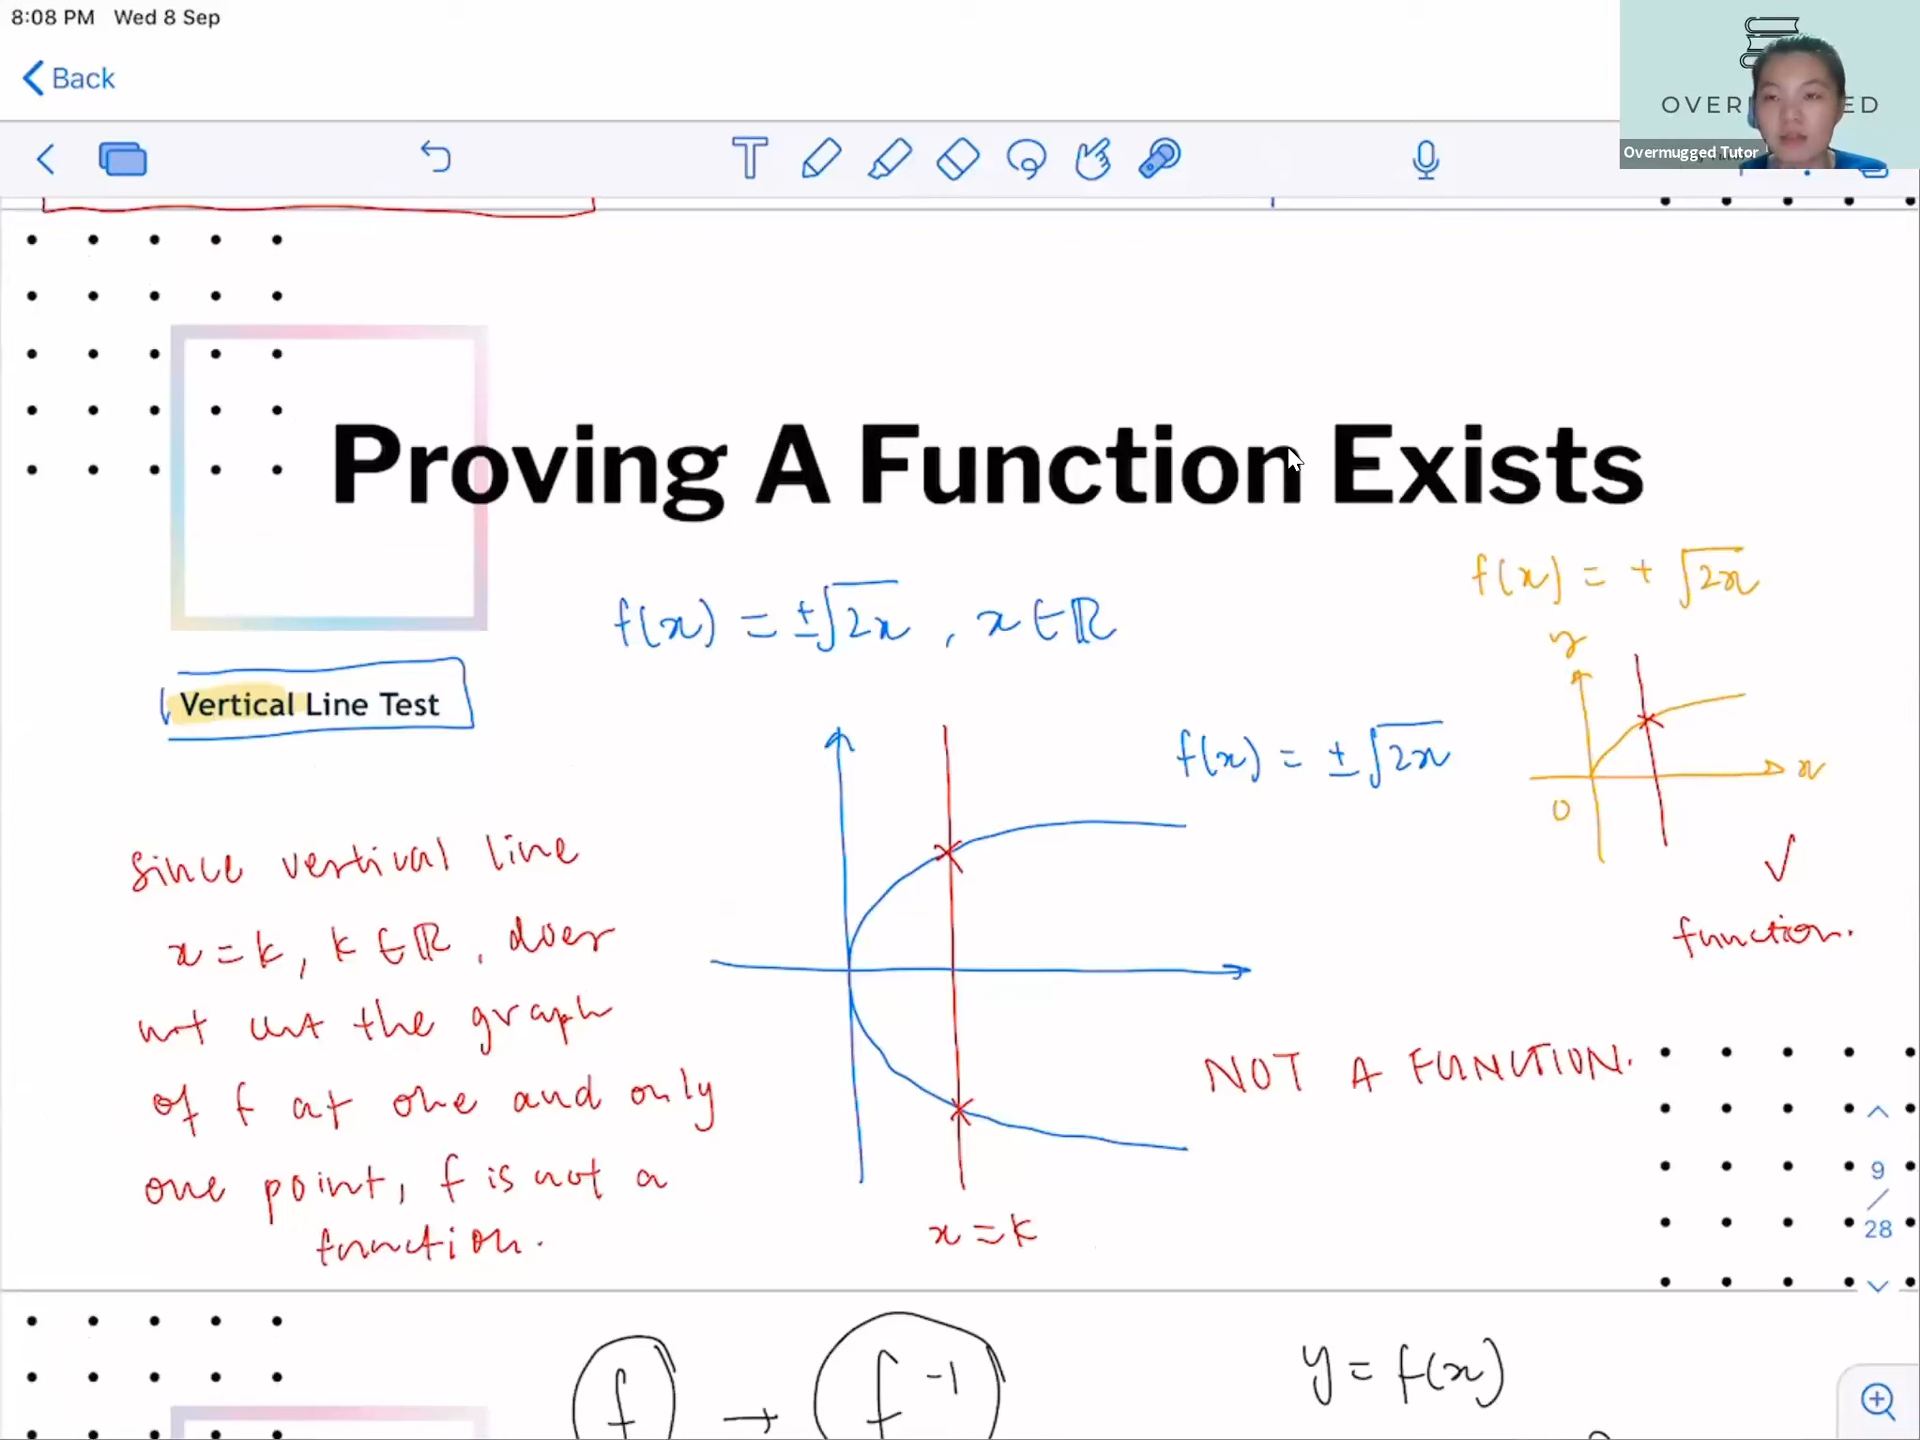 8:08 PM Wed 8 Sep
Back
OVER ED
Overmugged Tutor
Proving A Function Exists
f(x) = + √2x
f(x) = ±√2x , x ∈ ℝ
y
Vertical Line Test
f(x) = ±√2x
x
0
✓
function.
Since vertical line
x = k, k ∈ ℝ, does
not cut the graph
of f at one and only
one point, f is not a
function.
NOT A FUNCTION.
x = k
9
/
28
f → f⁻¹
y = f(x)